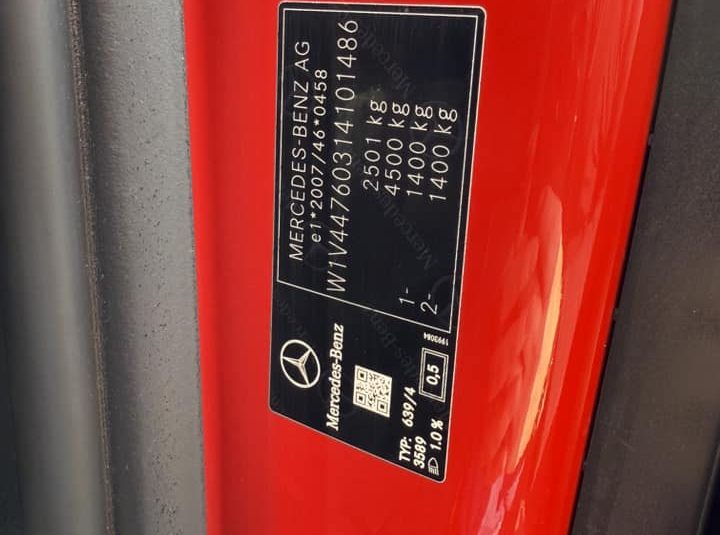 MERCEDES-BENZ AG
e1*2007/46*0458
W1V44760314101486
2501 kg
4500 kg
1- 1400 kg
2- 1400 kg
Mercedes-Benz
TYP: 639/4
3589
1.0 %
0,5
1993084